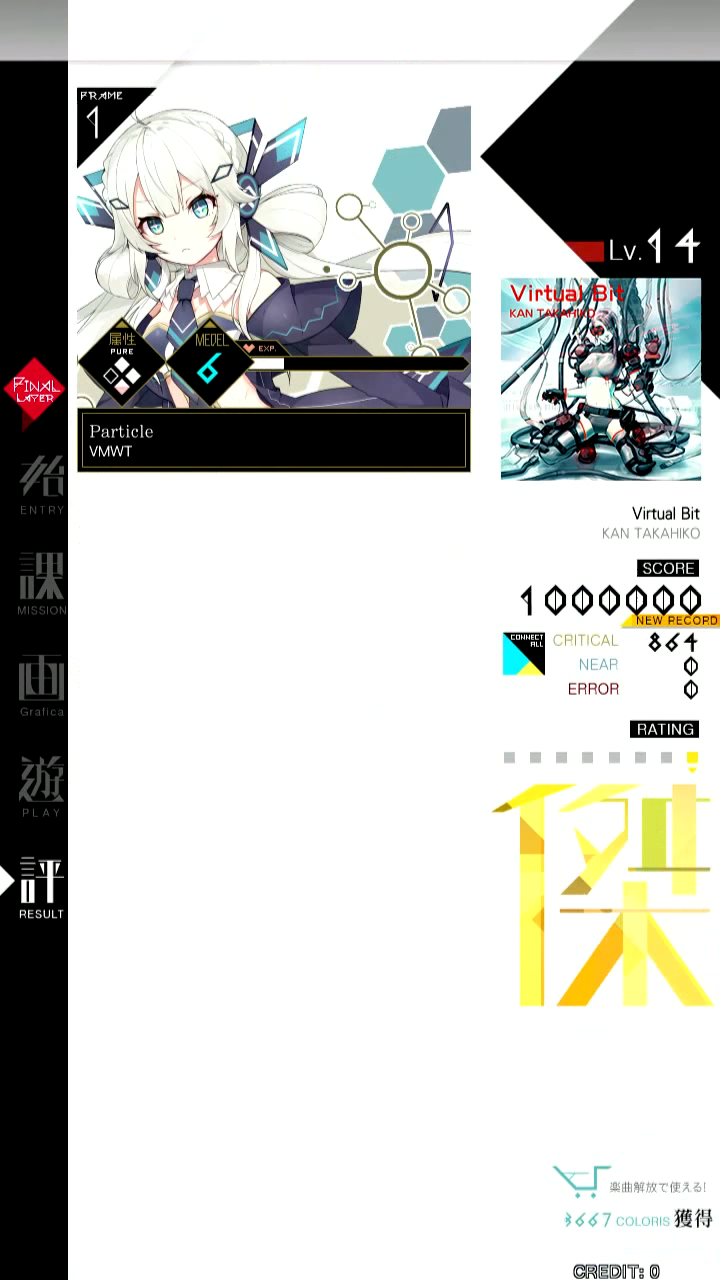 FRAME
1
属性
PURE
MEDEL
6
EXP.
Particle
VMWT
FINAL
LAYER
始
ENTRY
課
MISSION
画
Grafica
遊
PLAY
評
RESULT
Lv.14
Virtual Bit
KAN TAKAHIKO
Virtual Bit
KAN TAKAHIKO
SCORE
1000000
NEW RECORD
CONNECT
ALL
CRITICAL 864
NEAR 0
ERROR 0
RATING
傑
楽曲解放で使える!
3667 COLORIS 獲得
CREDIT: 0